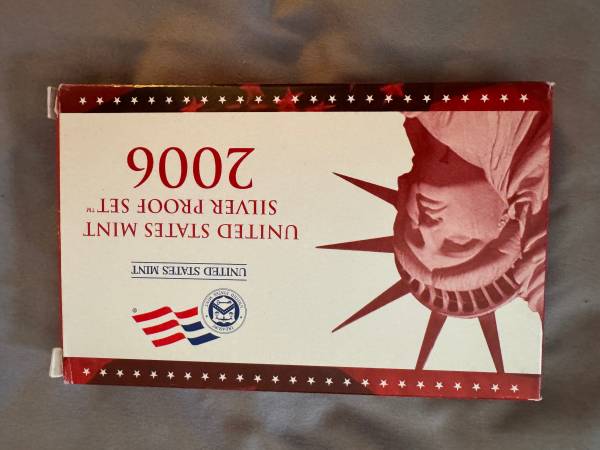 UNITED STATES MINT
UNITED STATES MINT
SILVER PROOF SET™
2006